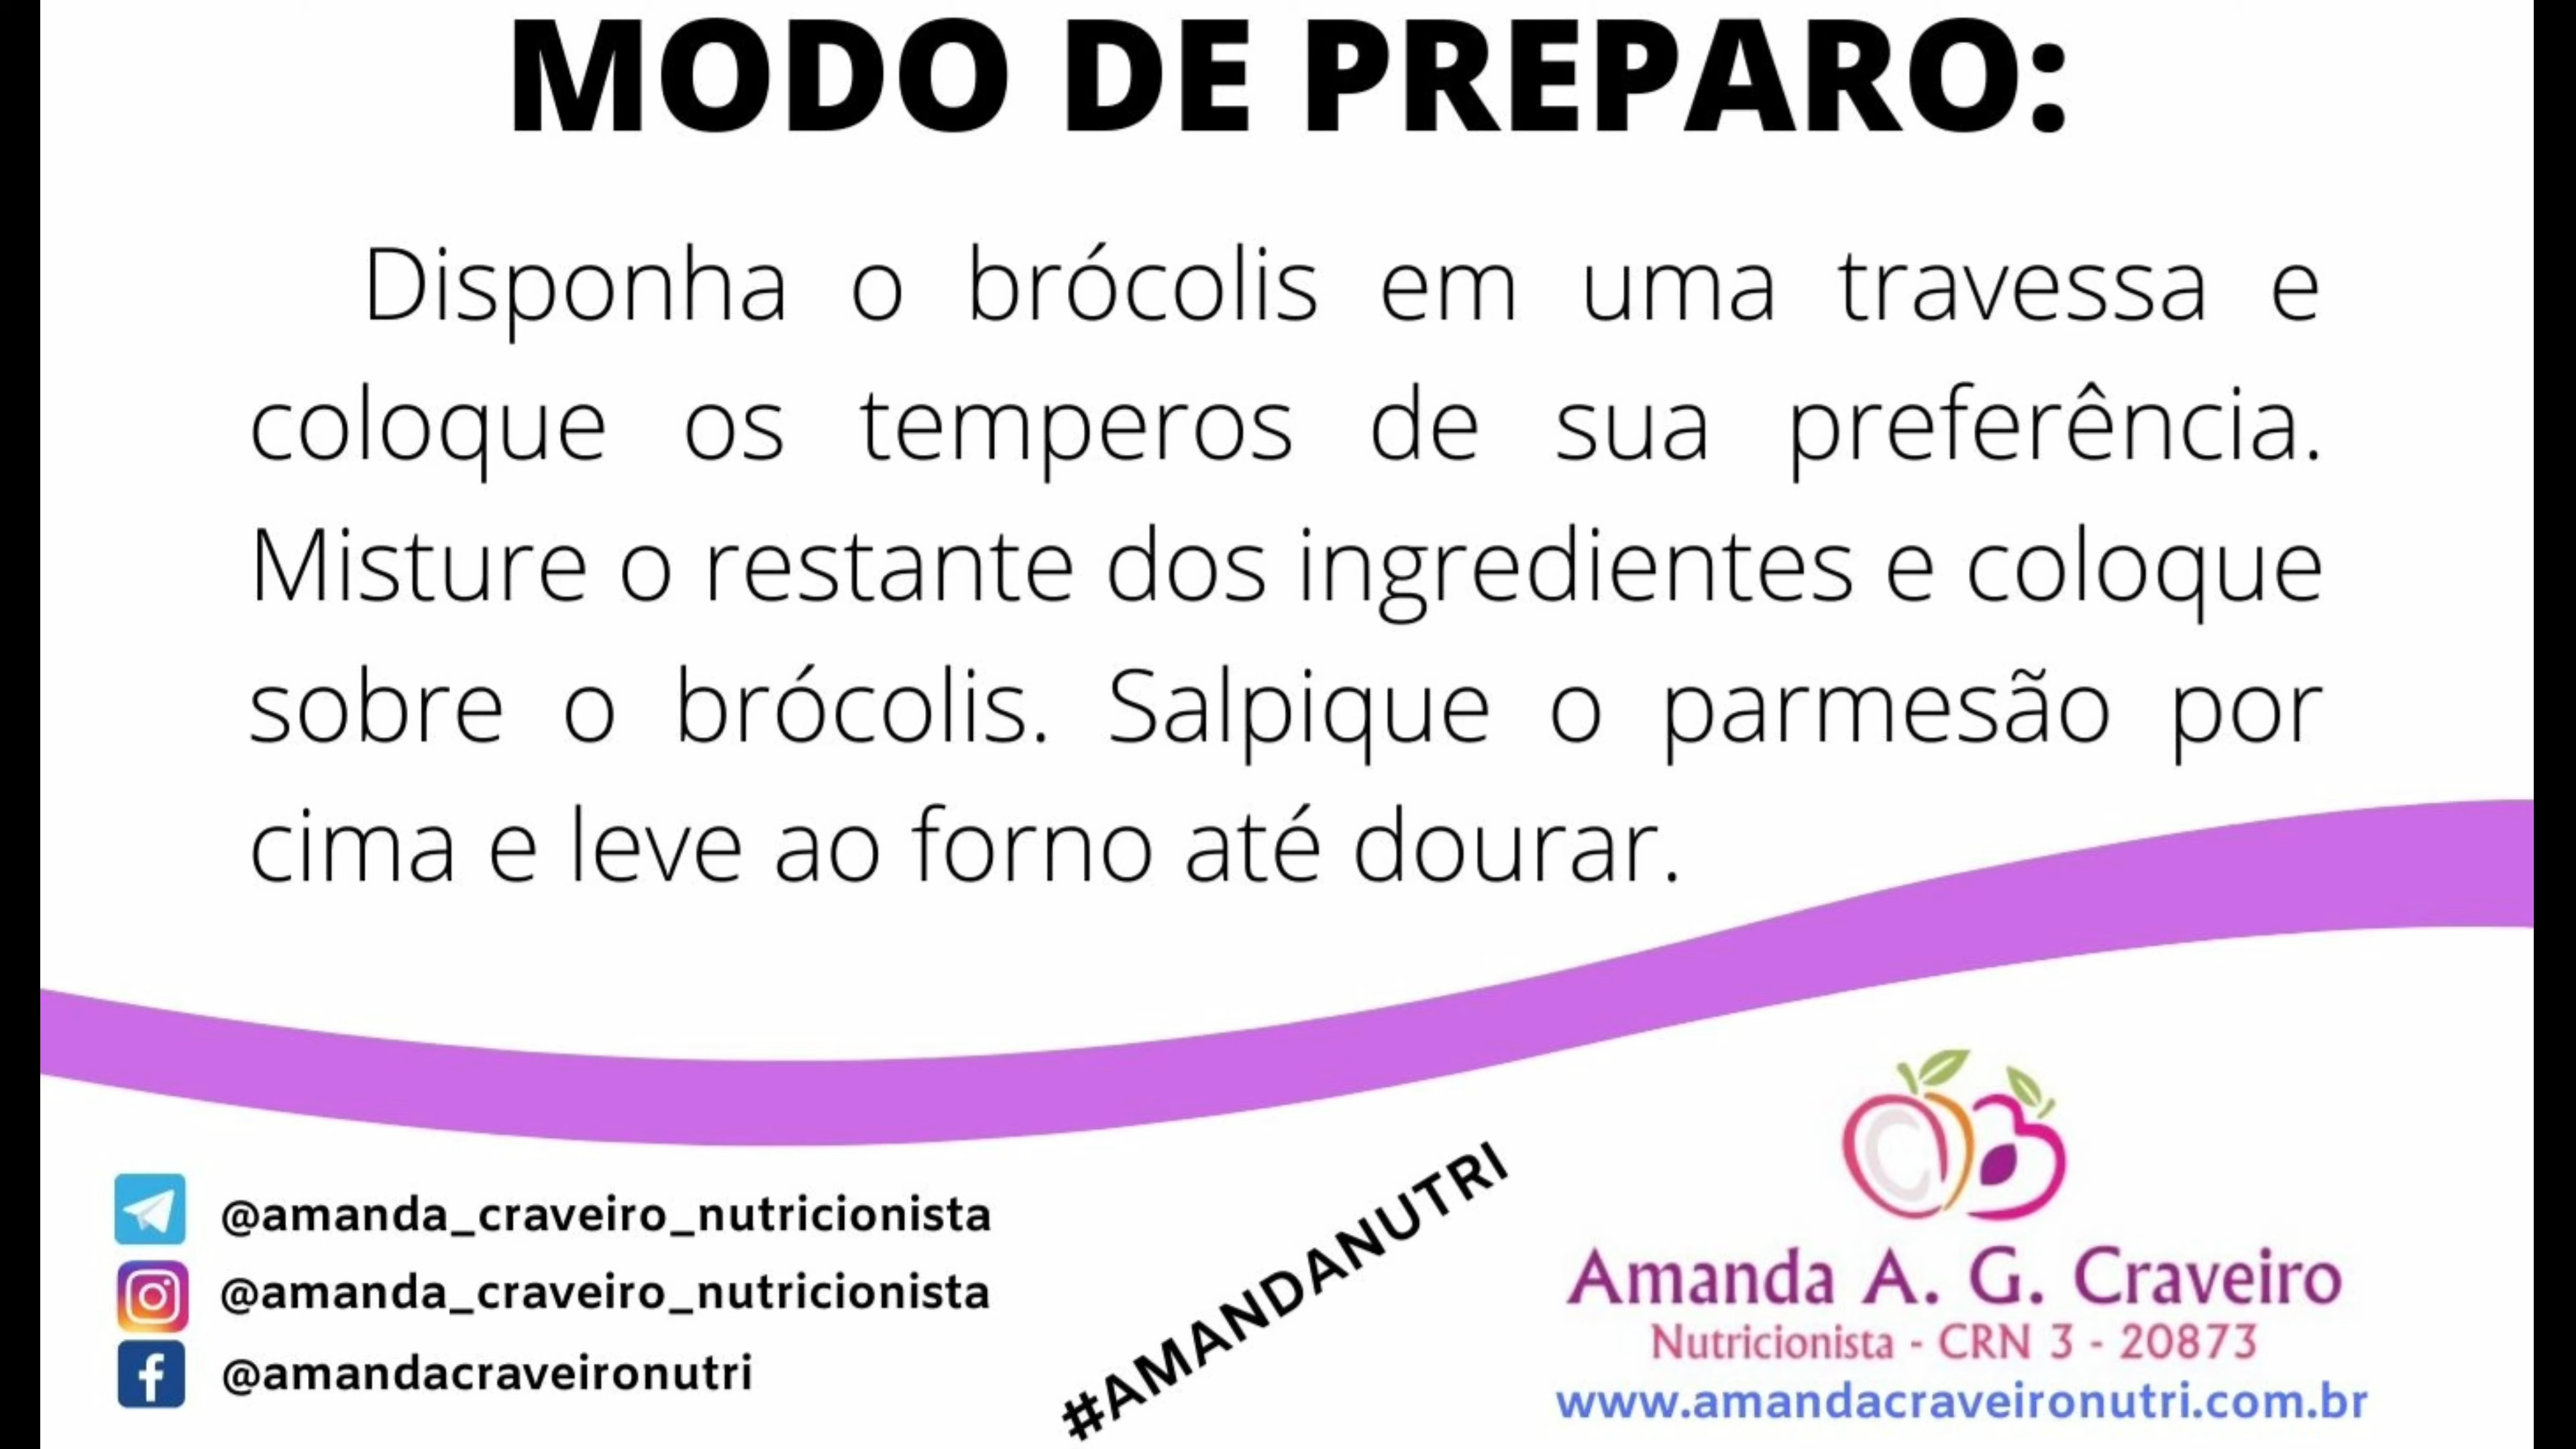 MODO DE PREPARO:
Disponha o brócolis em uma travessa e
coloque os temperos de sua preferência.
Misture o restante dos ingredientes e coloque
sobre o brócolis. Salpique o parmesão por
cima e leve ao forno até dourar.
@amanda_craveiro_nutricionista
@amanda_craveiro_nutricionista
@amandacraveironutri
#AMANDANUTRI
Amanda A. G. Craveiro
Nutricionista - CRN 3 - 20873
www.amandacraveironutri.com.br